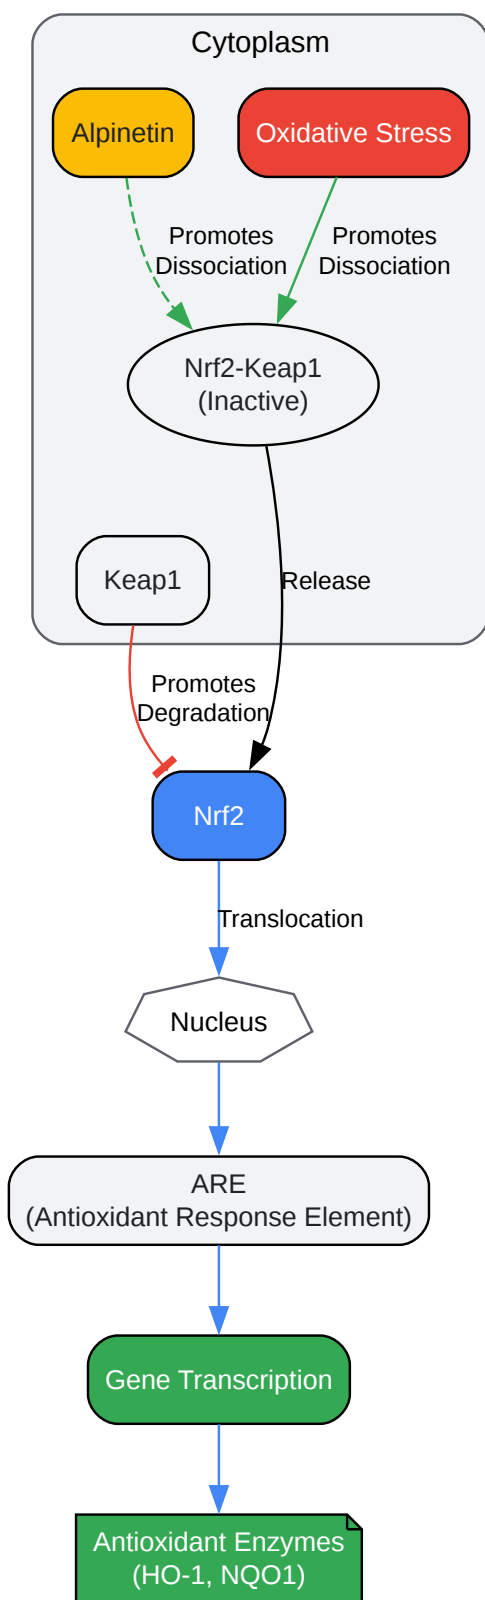 Cytoplasm
Alpinetin
Oxidative Stress
Promotes
Dissociation
Promotes
Dissociation
Nrf2-Keap1
(Inactive)
Keap1
Release
Promotes
Degradation
Nrf2
Translocation
Nucleus
ARE
(Antioxidant Response Element)
Gene Transcription
Antioxidant Enzymes
(HO-1, NQO1)